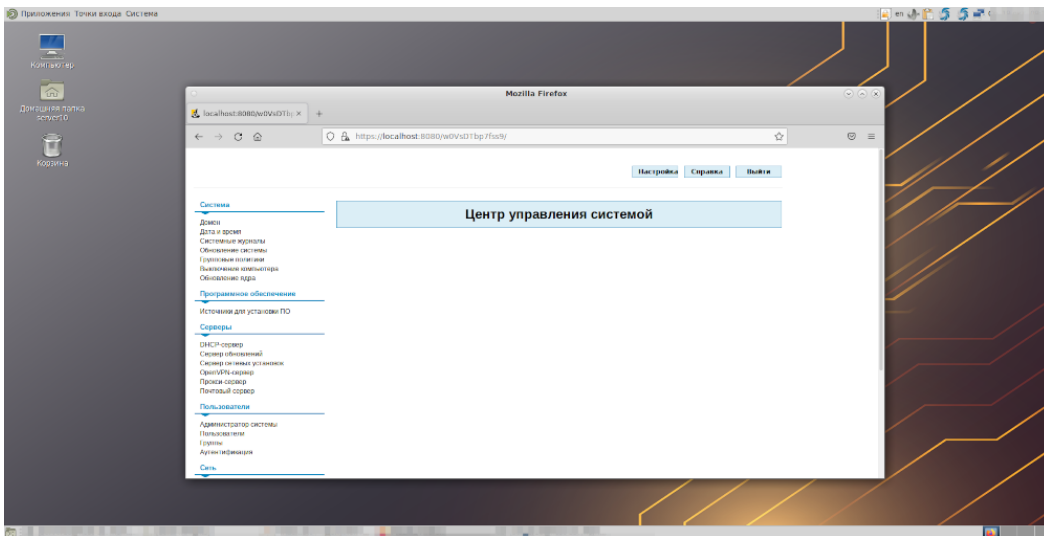 Приложения Точки входа Система
en
Компьютер
Домашняя папка
server10
Корзина
Mozilla Firefox
https://localhost:8080/w0VsDTbp7fss9/
Настройка Справка Выйти
Центр управления системой
Система
Домен
Дата и время
Системные журналы
Обновление системы
Групповые политики
Выключение компьютера
Обновление ядра
Программное обеспечение
Источники для установки ПО
Серверы
DHCP-сервер
Сервер обновлений
Сервер сетевых установок
OpenVPN-сервер
Прокси-сервер
Почтовый сервер
Пользователи
Администратор системы
Пользователи
Группы
Аутентификация
Сеть